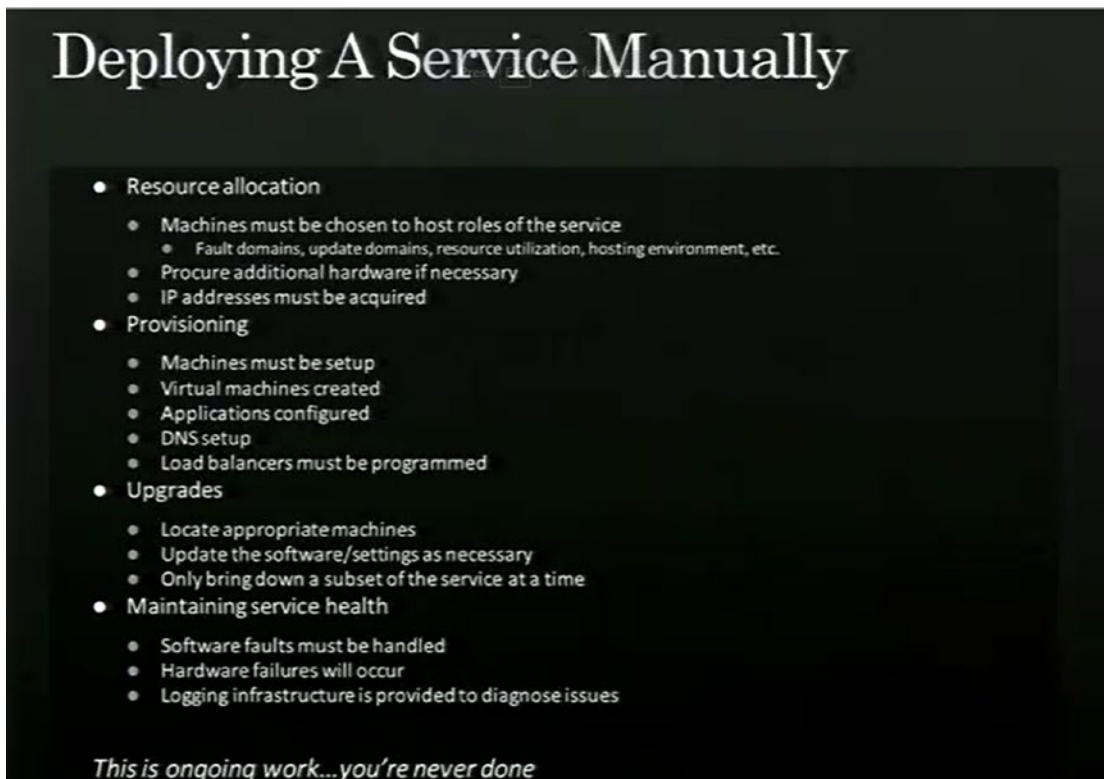 Deploying A Service Manually
Resource allocation
Machines must be chosen to host roles of the service
Fault domains, update domains, resource utilization, hosting environment, etc.
Procure additional hardware if necessary
IP addresses must be acquired
Provisioning
Machines must be setup
Virtual machines created
Applications configured
DNS setup
Load balancers must be programmed
Upgrades
Locate appropriate machines
Update the software/settings as necessary
Only bring down a subset of the service at a time
Maintaining service health
Software faults must be handled
Hardware failures will occur
Logging infrastructure is provided to diagnose issues
This is ongoing work...you're never done